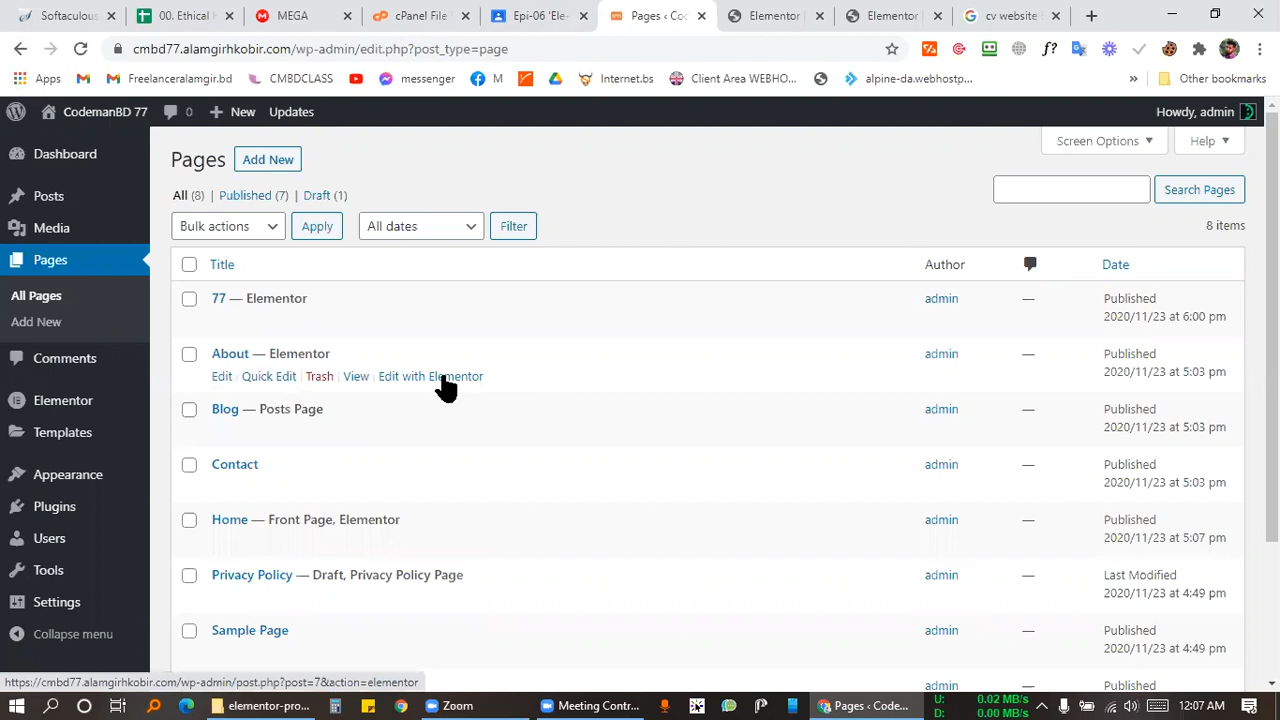 Softaculous
00. Ethical
MEGA
cPanel File
Epi-06 'Ele-
Pages ‹ Co
Elementor
Elementor
cv website
cmbd77.alamgirhkobir.com/wp-admin/edit.php?post_type=page
f?
Apps
Freelanceralamgir.bd
CMBDCLASS
messenger
M
Internet.bs
Client Area WEBHO...
alpine-da.webhostp...
»
Other bookmarks
CodemanBD 77
0
New
Updates
Howdy, admin
Dashboard
Posts
Media
Pages
All Pages
Add New
Comments
Elementor
Templates
Appearance
Plugins
Users
Tools
Settings
Collapse menu
Screen Options
Help
Pages
Add New
All (8) | Published (7) | Draft (1)
Search Pages
Bulk actions
Apply
All dates
Filter
8 items
Title
Author
Date
77 — Elementor
admin
—
Published
2020/11/23 at 6:00 pm
About — Elementor
admin
—
Published
2020/11/23 at 5:03 pm
Edit | Quick Edit | Trash | View | Edit with Elementor
Blog — Posts Page
admin
—
Published
2020/11/23 at 5:03 pm
Contact
admin
—
Published
2020/11/23 at 5:03 pm
Home — Front Page, Elementor
admin
—
Published
2020/11/23 at 5:07 pm
Privacy Policy — Draft, Privacy Policy Page
admin
—
Last Modified
2020/11/23 at 4:49 pm
Sample Page
admin
—
Published
2020/11/23 at 4:49 pm
admin
—
Published
https://cmbd77.alamgirhkobir.com/wp-admin/post.php?post=7&action=elementor
elementor-pro
Zoom
Meeting Contr...
Pages ‹ Code...
U: 0.02 MB/s
D: 0.00 MB/s
12:07 AM